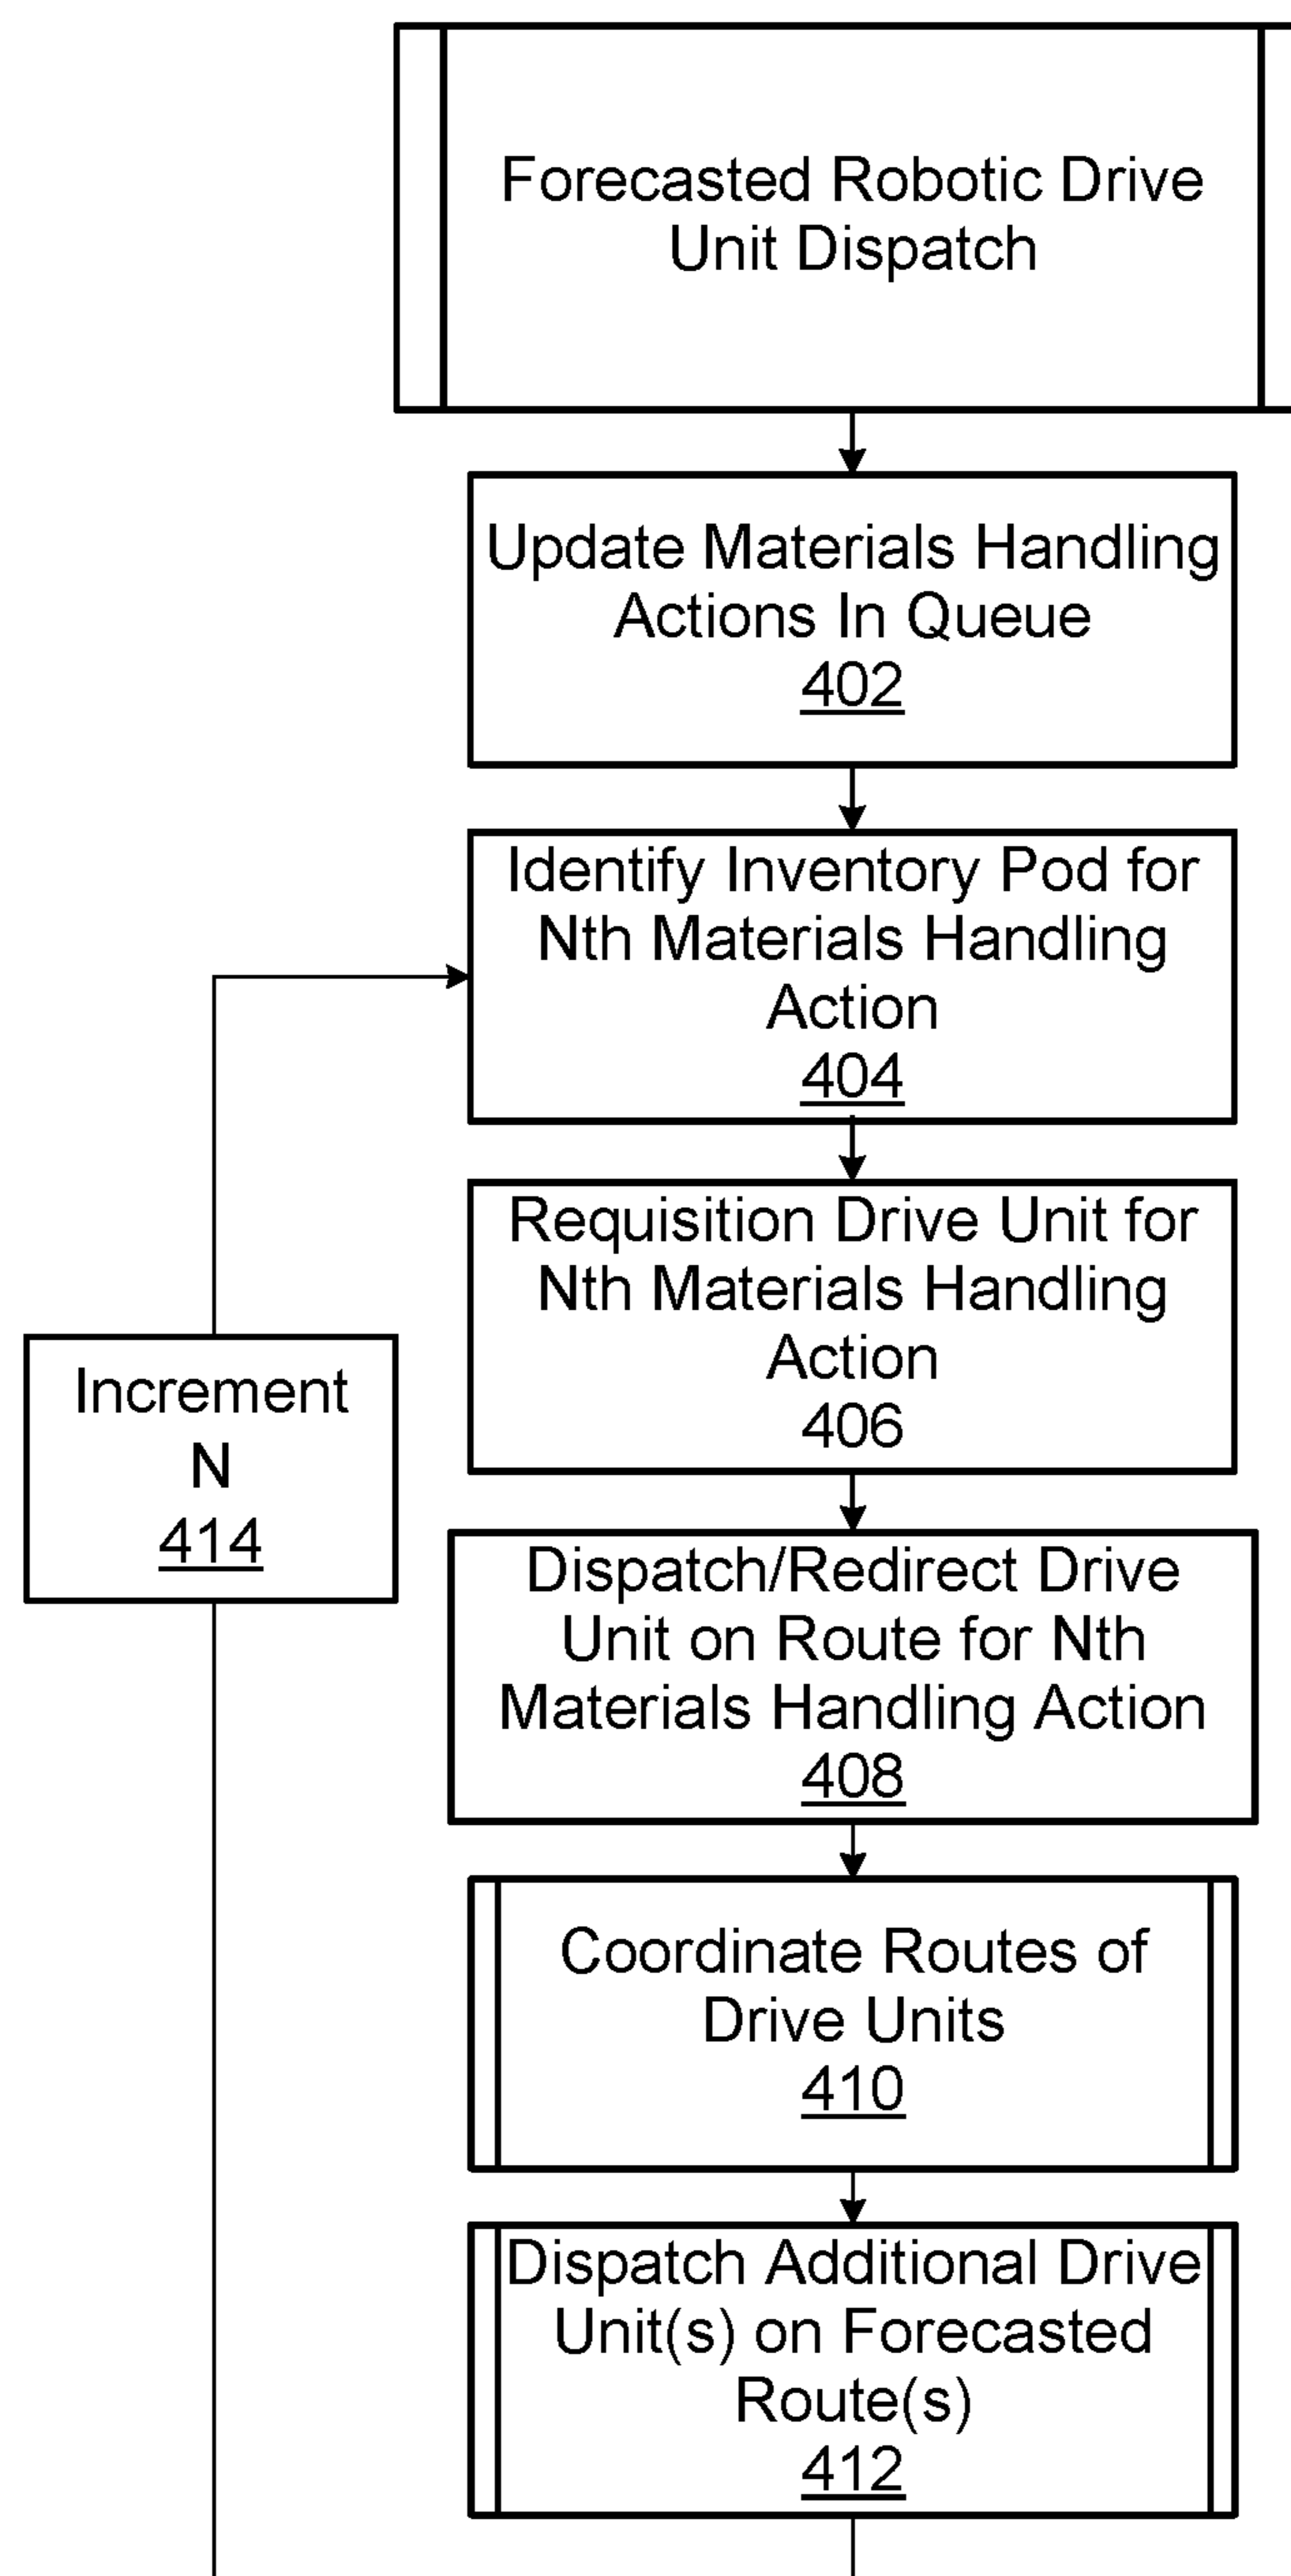 Forecasted Robotic Drive
Unit Dispatch
Update Materials Handling
Actions In Queue
402
Identify Inventory Pod for
Nth Materials Handling
Action
404
Requisition Drive Unit for
Nth Materials Handling
Action
406
Increment
N
414
Dispatch/Redirect Drive
Unit on Route for Nth
Materials Handling Action
408
Coordinate Routes of
Drive Units
410
Dispatch Additional Drive
Unit(s) on Forecasted
Route(s)
412